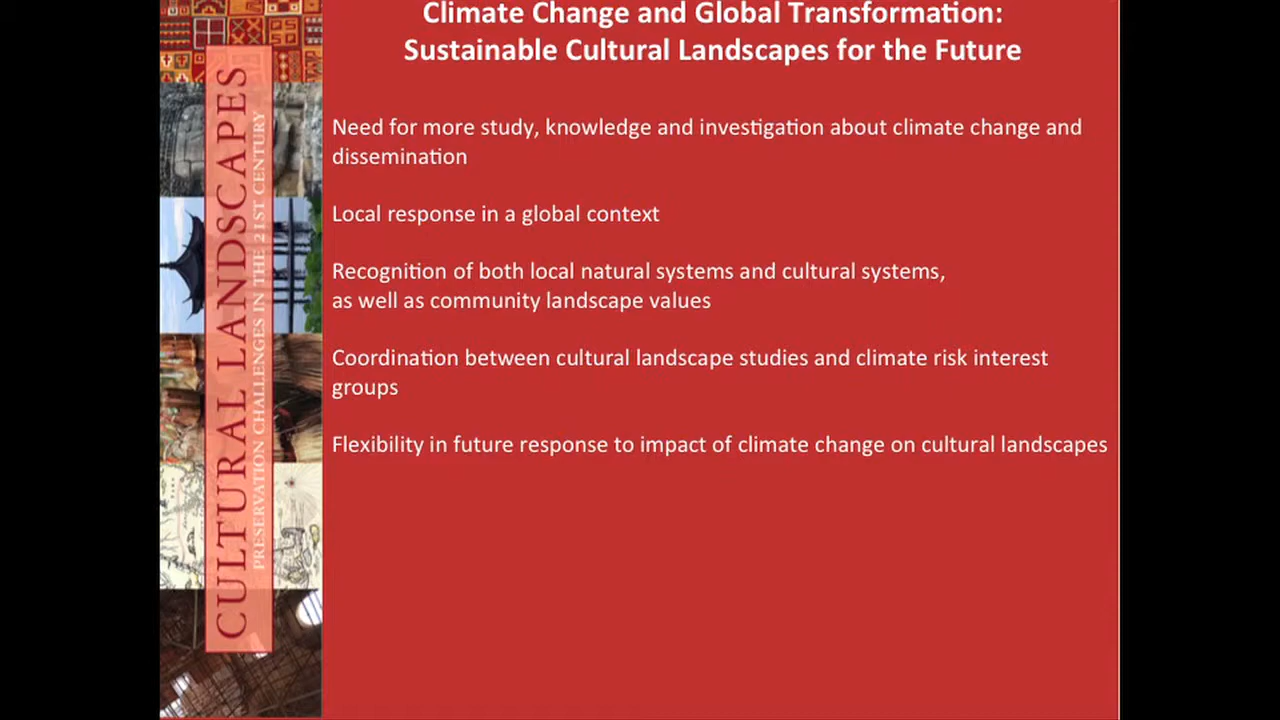 Climate Change and Global Transformation:
Sustainable Cultural Landscapes for the Future
CULTURAL LANDSCAPES
PRESERVATION CHALLENGES IN THE 21ST CENTURY
Need for more study, knowledge and investigation about climate change and
dissemination
Local response in a global context
Recognition of both local natural systems and cultural systems,
as well as community landscape values
Coordination between cultural landscape studies and climate risk interest
groups
Flexibility in future response to impact of climate change on cultural landscapes